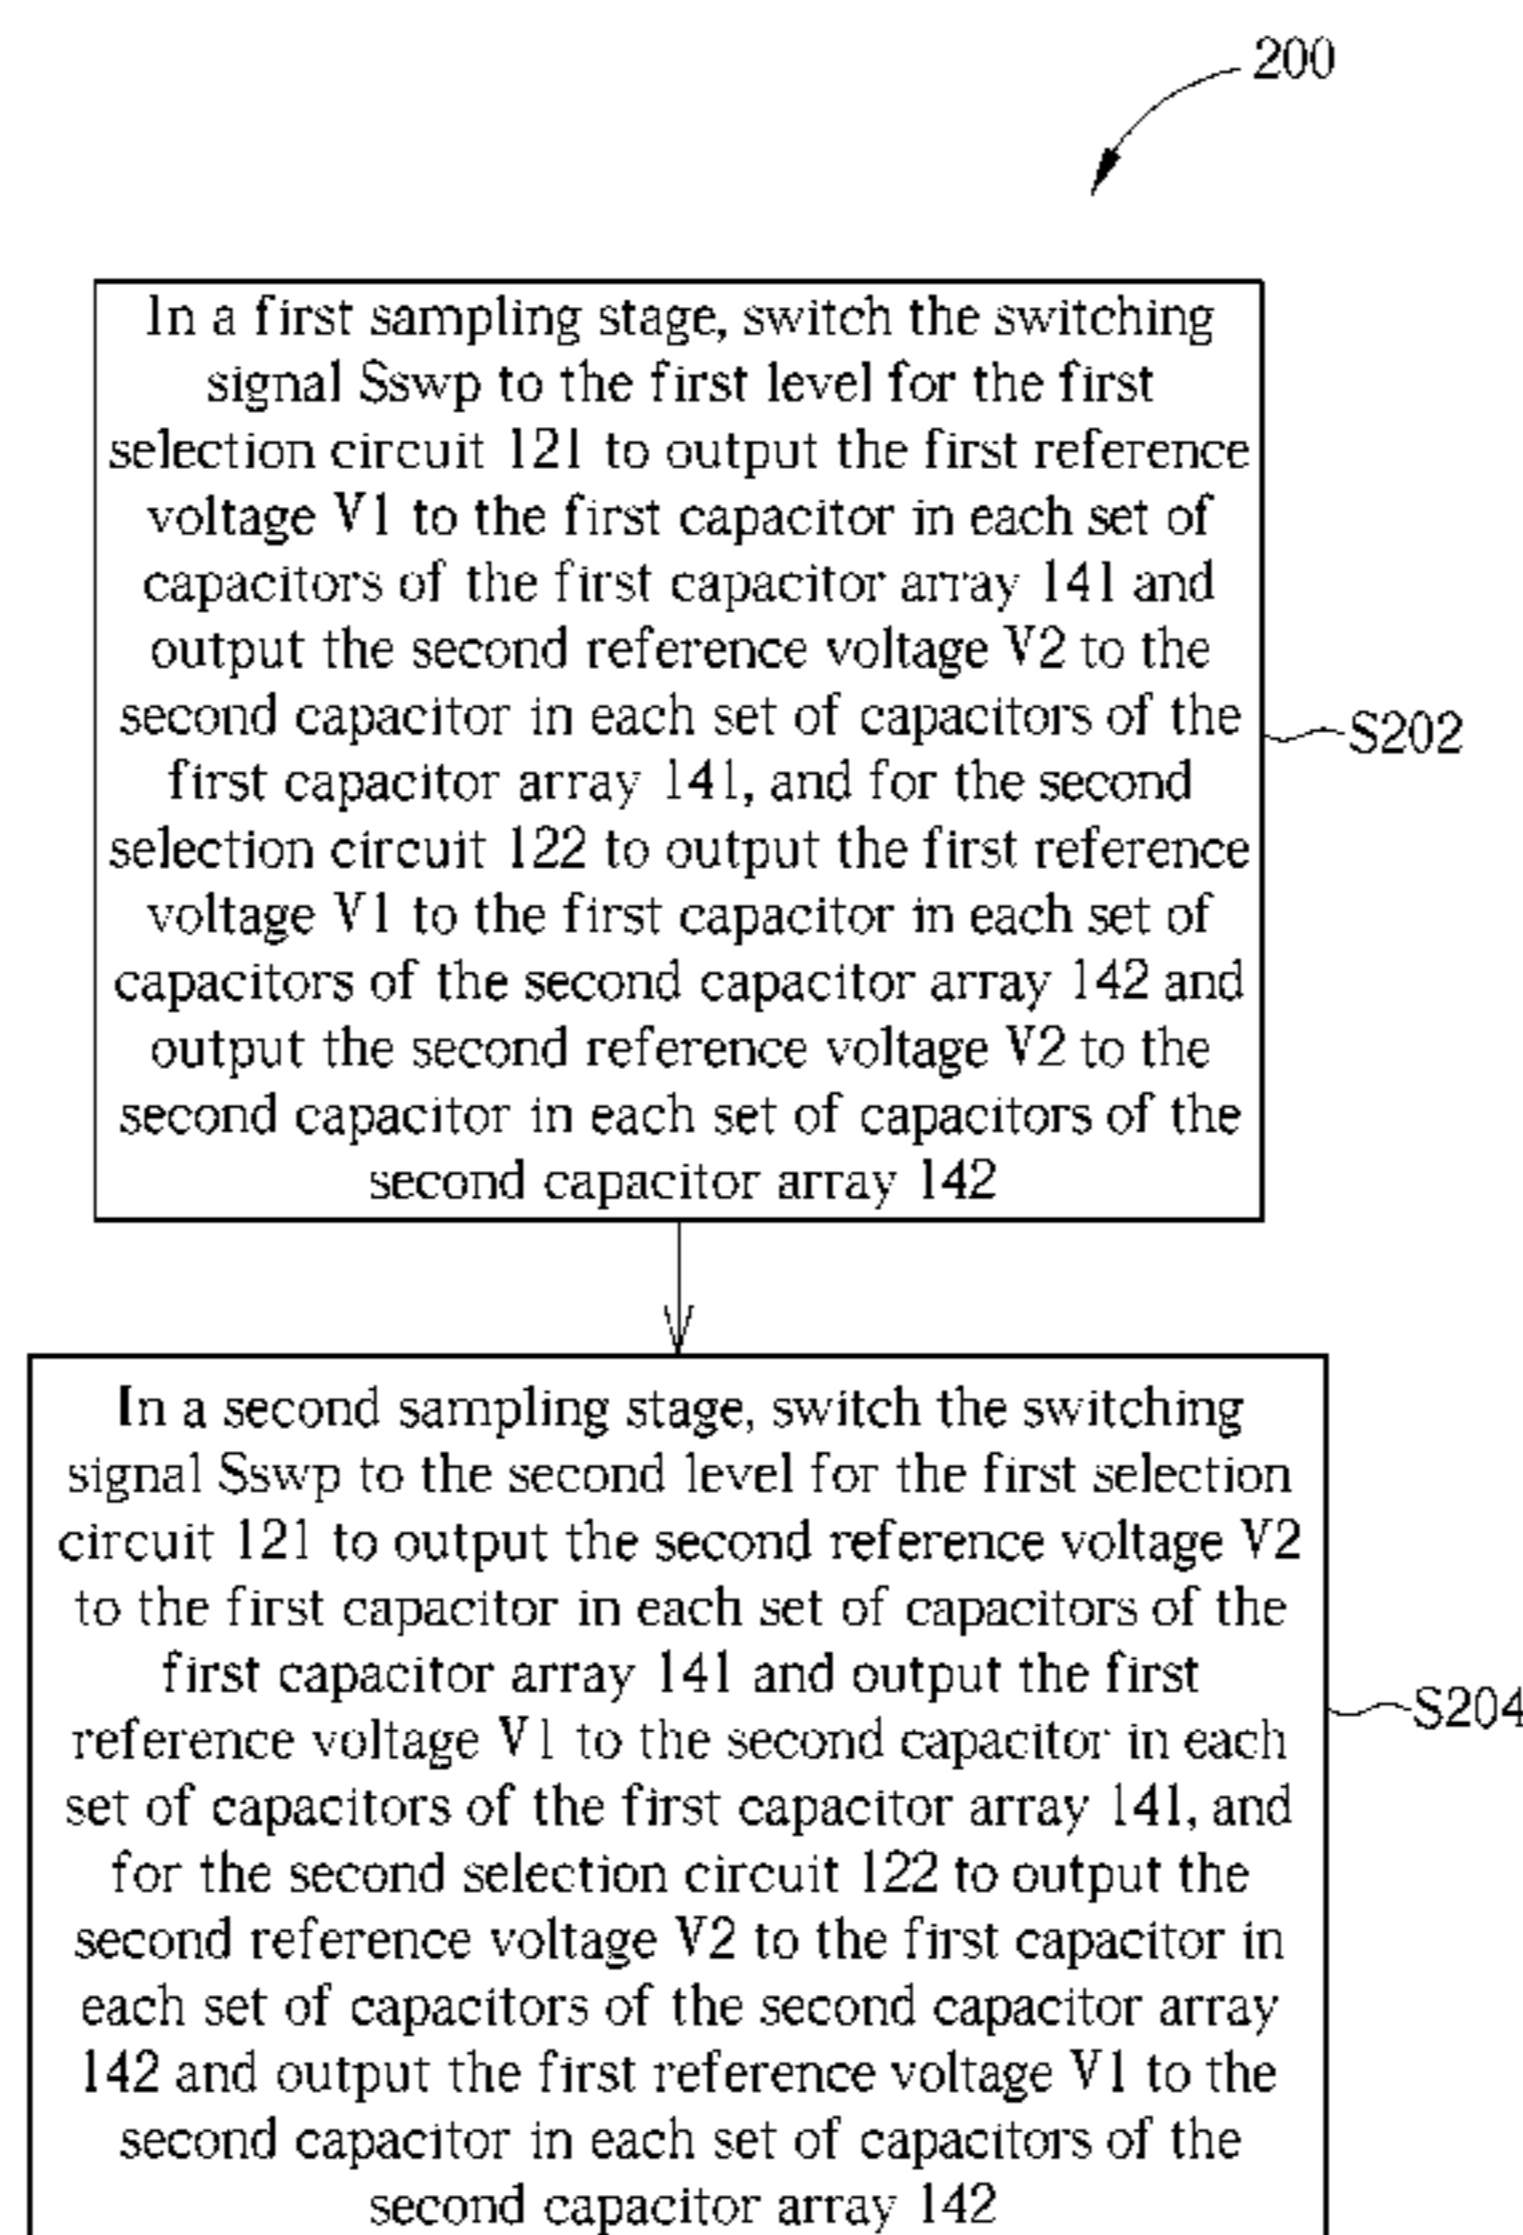 200
In a first sampling stage, switch the switching
signal Sswp to the first level for the first
selection circuit 121 to output the first reference
voltage V1 to the first capacitor in each set of
capacitors of the first capacitor array 141 and
output the second reference voltage V2 to the
second capacitor in each set of capacitors of the
first capacitor array 141, and for the second
selection circuit 122 to output the first reference
voltage V1 to the first capacitor in each set of
capacitors of the second capacitor array 142 and
output the second reference voltage V2 to the
second capacitor in each set of capacitors of the
second capacitor array 142
S202
In a second sampling stage, switch the switching
signal Sswp to the second level for the first selection
circuit 121 to output the second reference voltage V2
to the first capacitor in each set of capacitors of the
first capacitor array 141 and output the first
reference voltage V1 to the second capacitor in each
set of capacitors of the first capacitor array 141, and
for the second selection circuit 122 to output the
second reference voltage V2 to the first capacitor in
each set of capacitors of the second capacitor array
142 and output the first reference voltage V1 to the
second capacitor in each set of capacitors of the
second capacitor array 142
S204